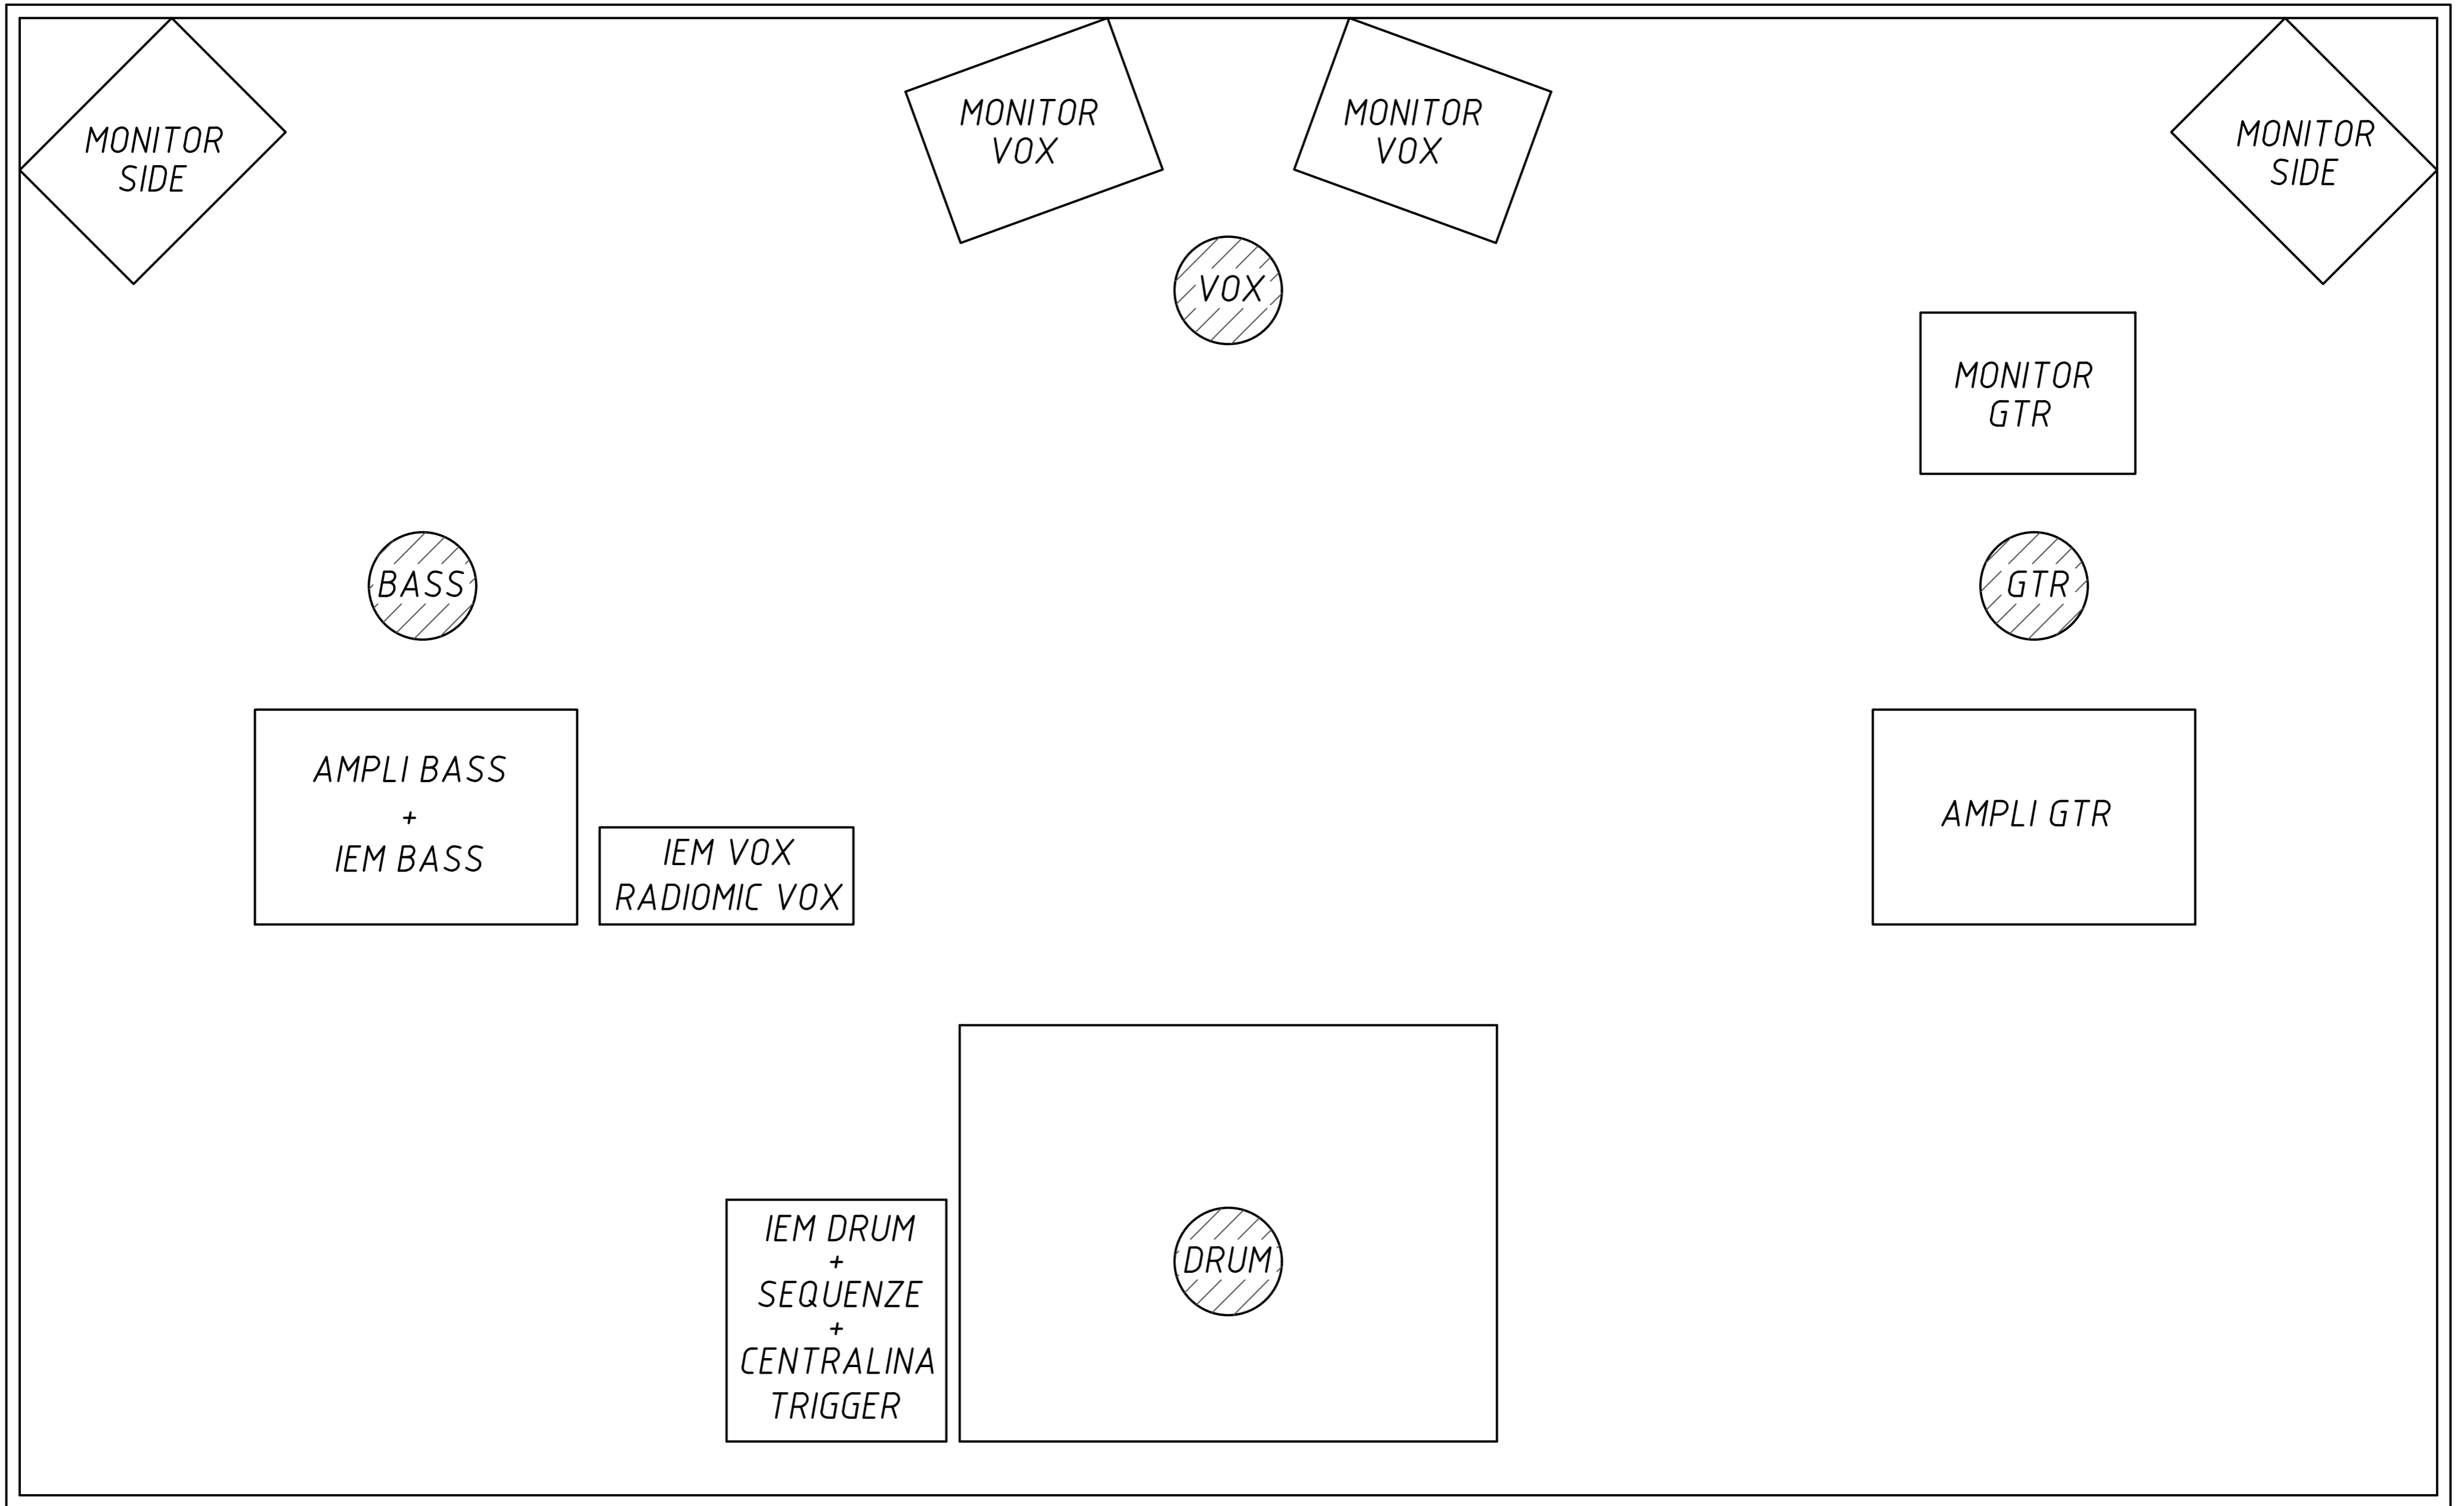 MONITOR
SIDE
MONITOR
VOX
MONITOR
VOX
MONITOR
SIDE
VOX
MONITOR
GTR
BASS
GTR
AMPLI BASS
+
IEM BASS
IEM VOX
RADIOMIC VOX
AMPLI GTR
IEM DRUM
+
SEQUENZE
+
CENTRALINA
TRIGGER
DRUM